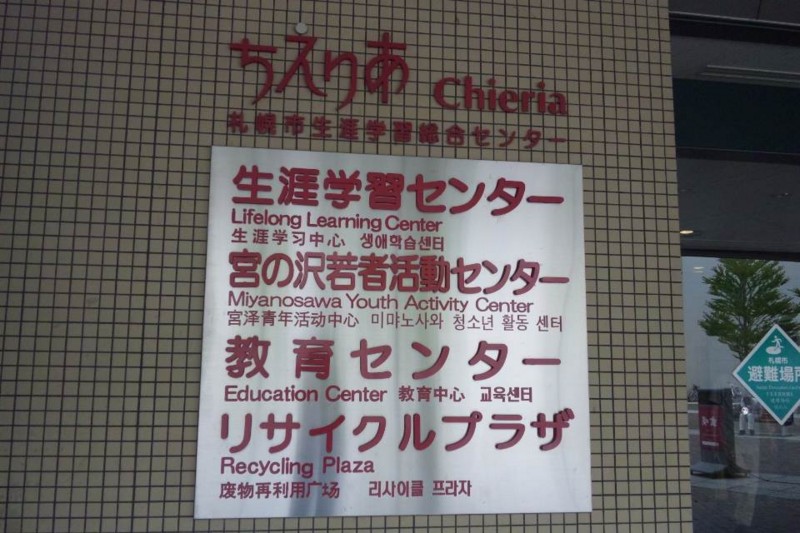 ちえりあ Chieria
札幌市生涯学習総合センター
生涯学習センター
Lifelong Learning Center
生涯学习中心 생애학습센터
宮の沢若者活動センター
Miyanosawa Youth Activity Center
宮泽青年活动中心 미먀노사와 청소년 활동 센터
教育センター
Education Center 教育中心 교육센터
リサイクルプラザ
Recycling Plaza
废物再利用广场 리사이클 프라자
札幌市
避難場所